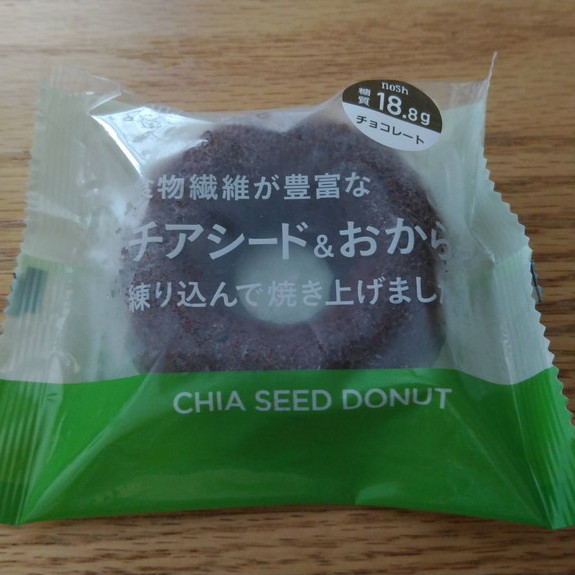 nosh
糖質 18.8g
チョコレート
食物繊維が豊富な
チアシード&おから
練り込んで焼き上げました
CHIA SEED DONUT